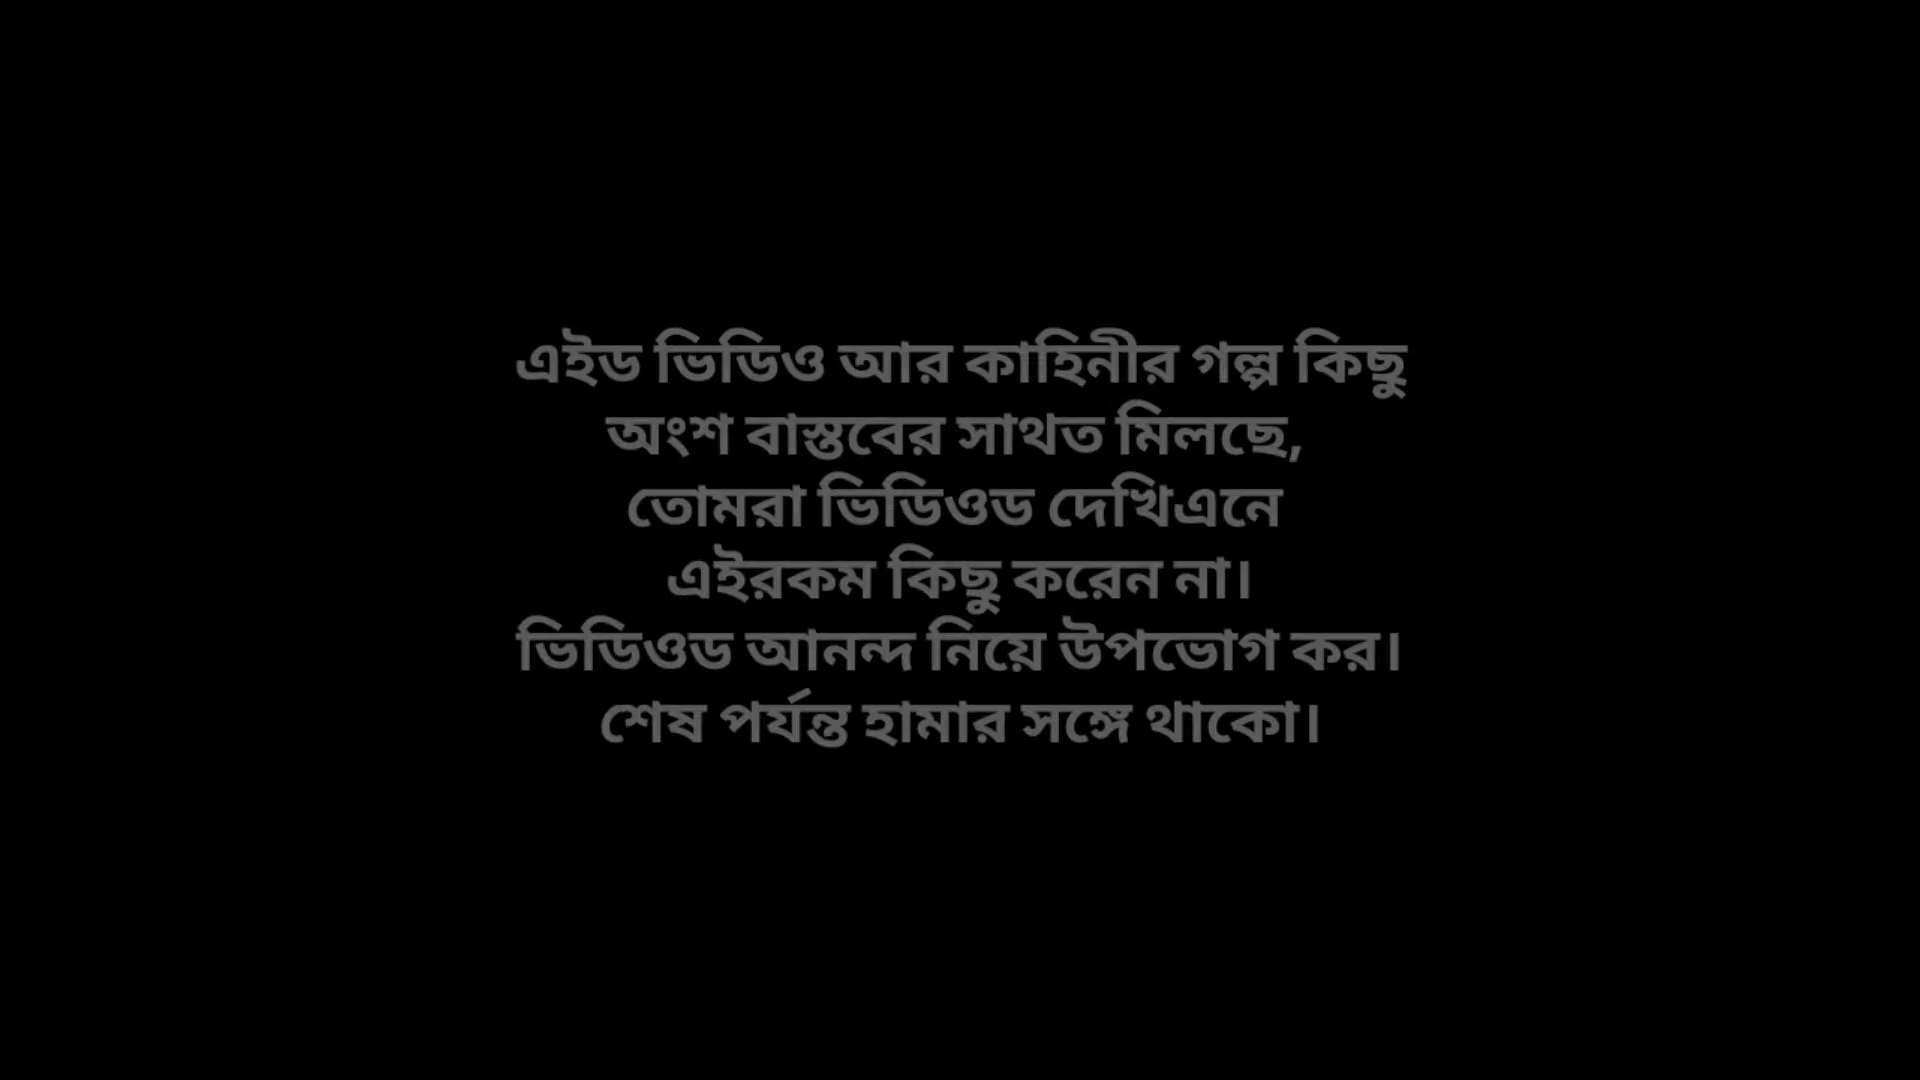 এইড ভিডিও আর কাহিনীর গল্প কিছু
অংশ বাস্তবের সাথত মিলছে,
তোমরা ভিডিওড দেখিএনে
এইরকম কিছু করেন না।
ভিডিওড আনন্দ নিয়ে উপভোগ কর।
শেষ পর্যন্ত হামার সঙ্গে থাকো।